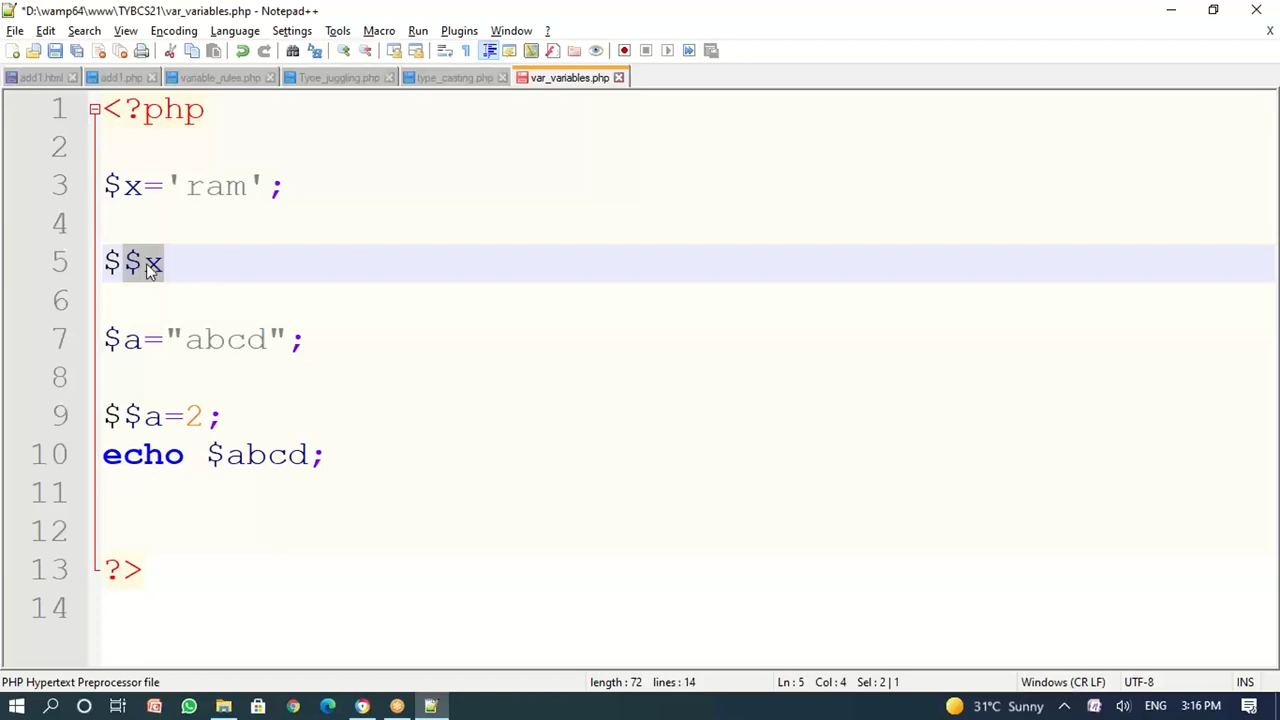 *D:\wamp64\www\TYBCS21\var_variables.php - Notepad++
File Edit Search View Encoding Language Settings Tools Macro Run Plugins Window ? X
add1.html add1.php variable_rules.php Tyoe_juggling.php type_casting.php var_variables.php
1 <?php
2
3 $x='ram';
4
5 $$x
6
7 $a="abcd";
8
9 $$a=2;
10 echo $abcd;
11
12
13 ?>
14
PHP Hypertext Preprocessor file length : 72 lines : 14 Ln : 5 Col : 4 Sel : 2 | 1 Windows (CR LF) UTF-8 INS
31°C Sunny ENG 3:16 PM